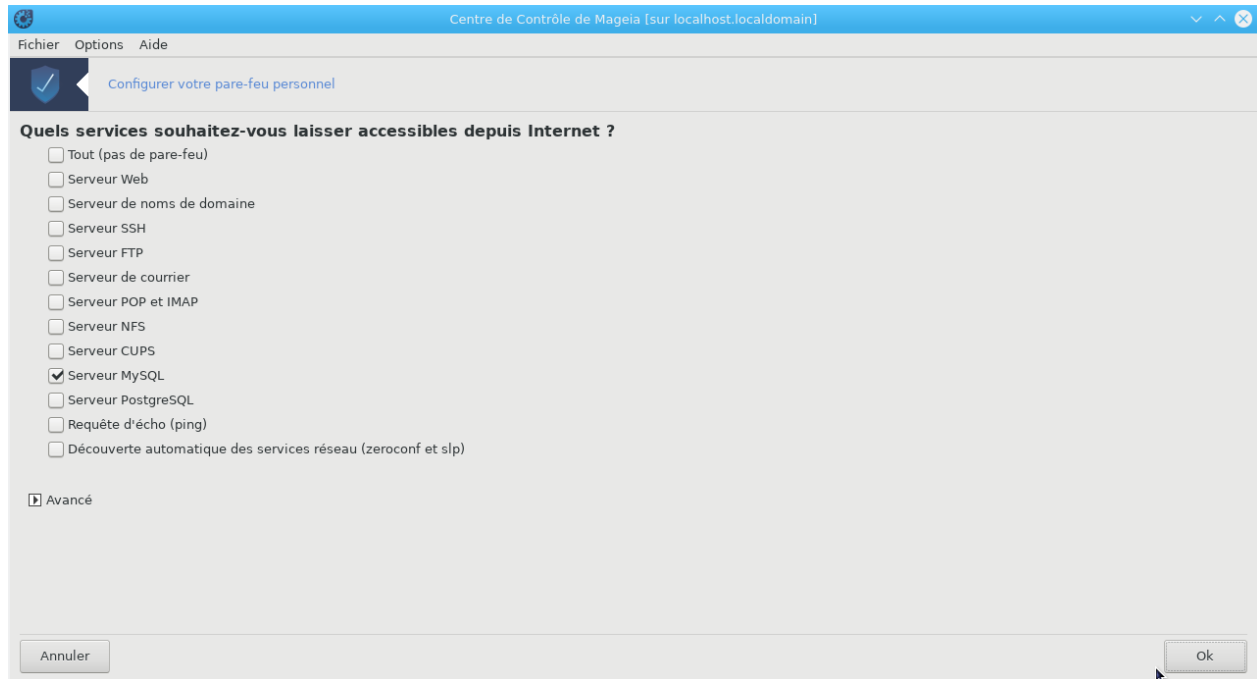 Centre de Contrôle de Mageia [sur localhost.localdomain]
Fichier Options Aide
Configurer votre pare-feu personnel
Quels services souhaitez-vous laisser accessibles depuis Internet ?
Tout (pas de pare-feu)
Serveur Web
Serveur de noms de domaine
Serveur SSH
Serveur FTP
Serveur de courrier
Serveur POP et IMAP
Serveur NFS
Serveur CUPS
Serveur MySQL
Serveur PostgreSQL
Requête d'écho (ping)
Découverte automatique des services réseau (zeroconf et slp)
Avancé
Annuler Ok